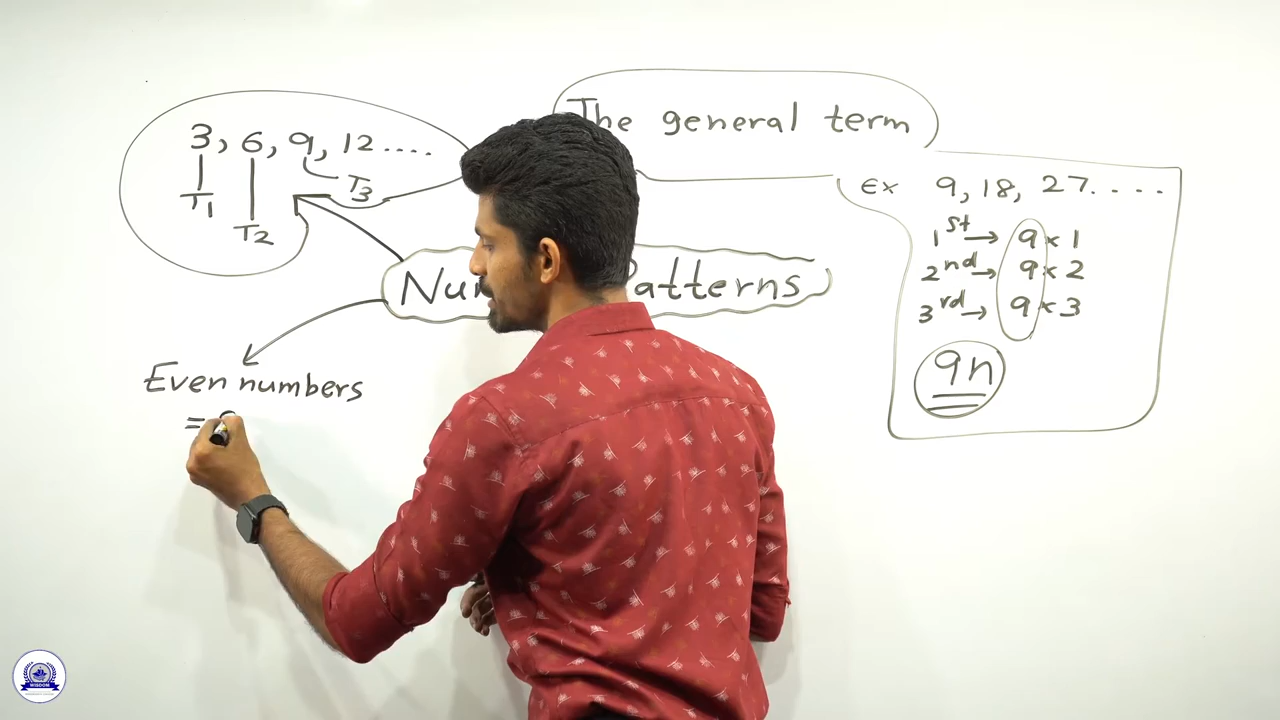 The general term
3, 6, 9, 12....
T1
T2
T3
Ex 9, 18, 27....
1st → 9 × 1
2nd → 9 × 2
3rd → 9 × 3
9n
Patterns
Even numbers
=
WISDOM